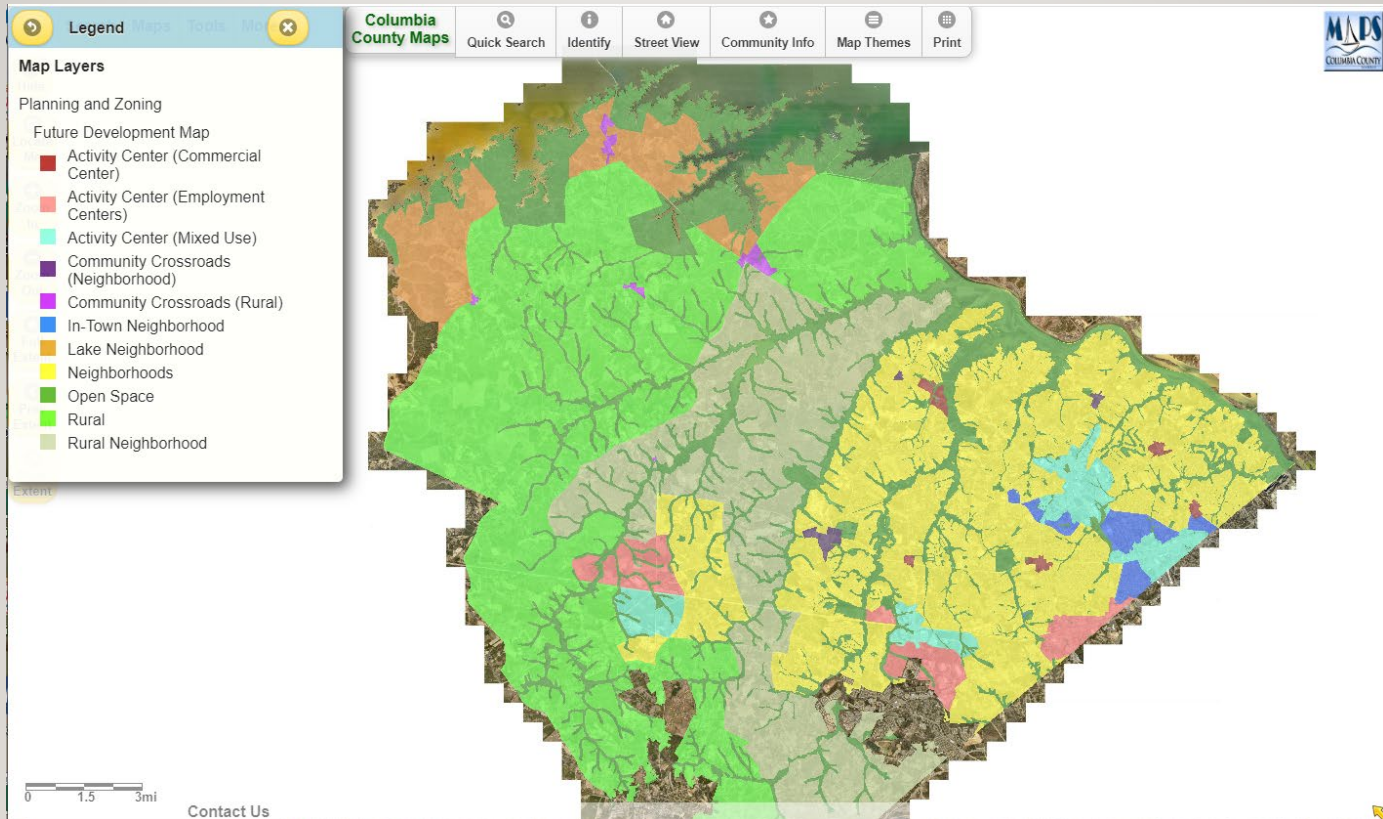 Legend
Maps Tools
Columbia
County Maps
Quick Search
Identify
Street View
Community Info
Map Themes
Print
MAPS
COLUMBIA COUNTY
Map Layers
Planning and Zoning
Future Development Map
Activity Center (Commercial
Center)
Activity Center (Employment
Centers)
Activity Center (Mixed Use)
Community Crossroads
(Neighborhood)
Community Crossroads (Rural)
In-Town Neighborhood
Lake Neighborhood
Neighborhoods
Open Space
Rural
Rural Neighborhood
Extent
0 1.5 3mi
Contact Us